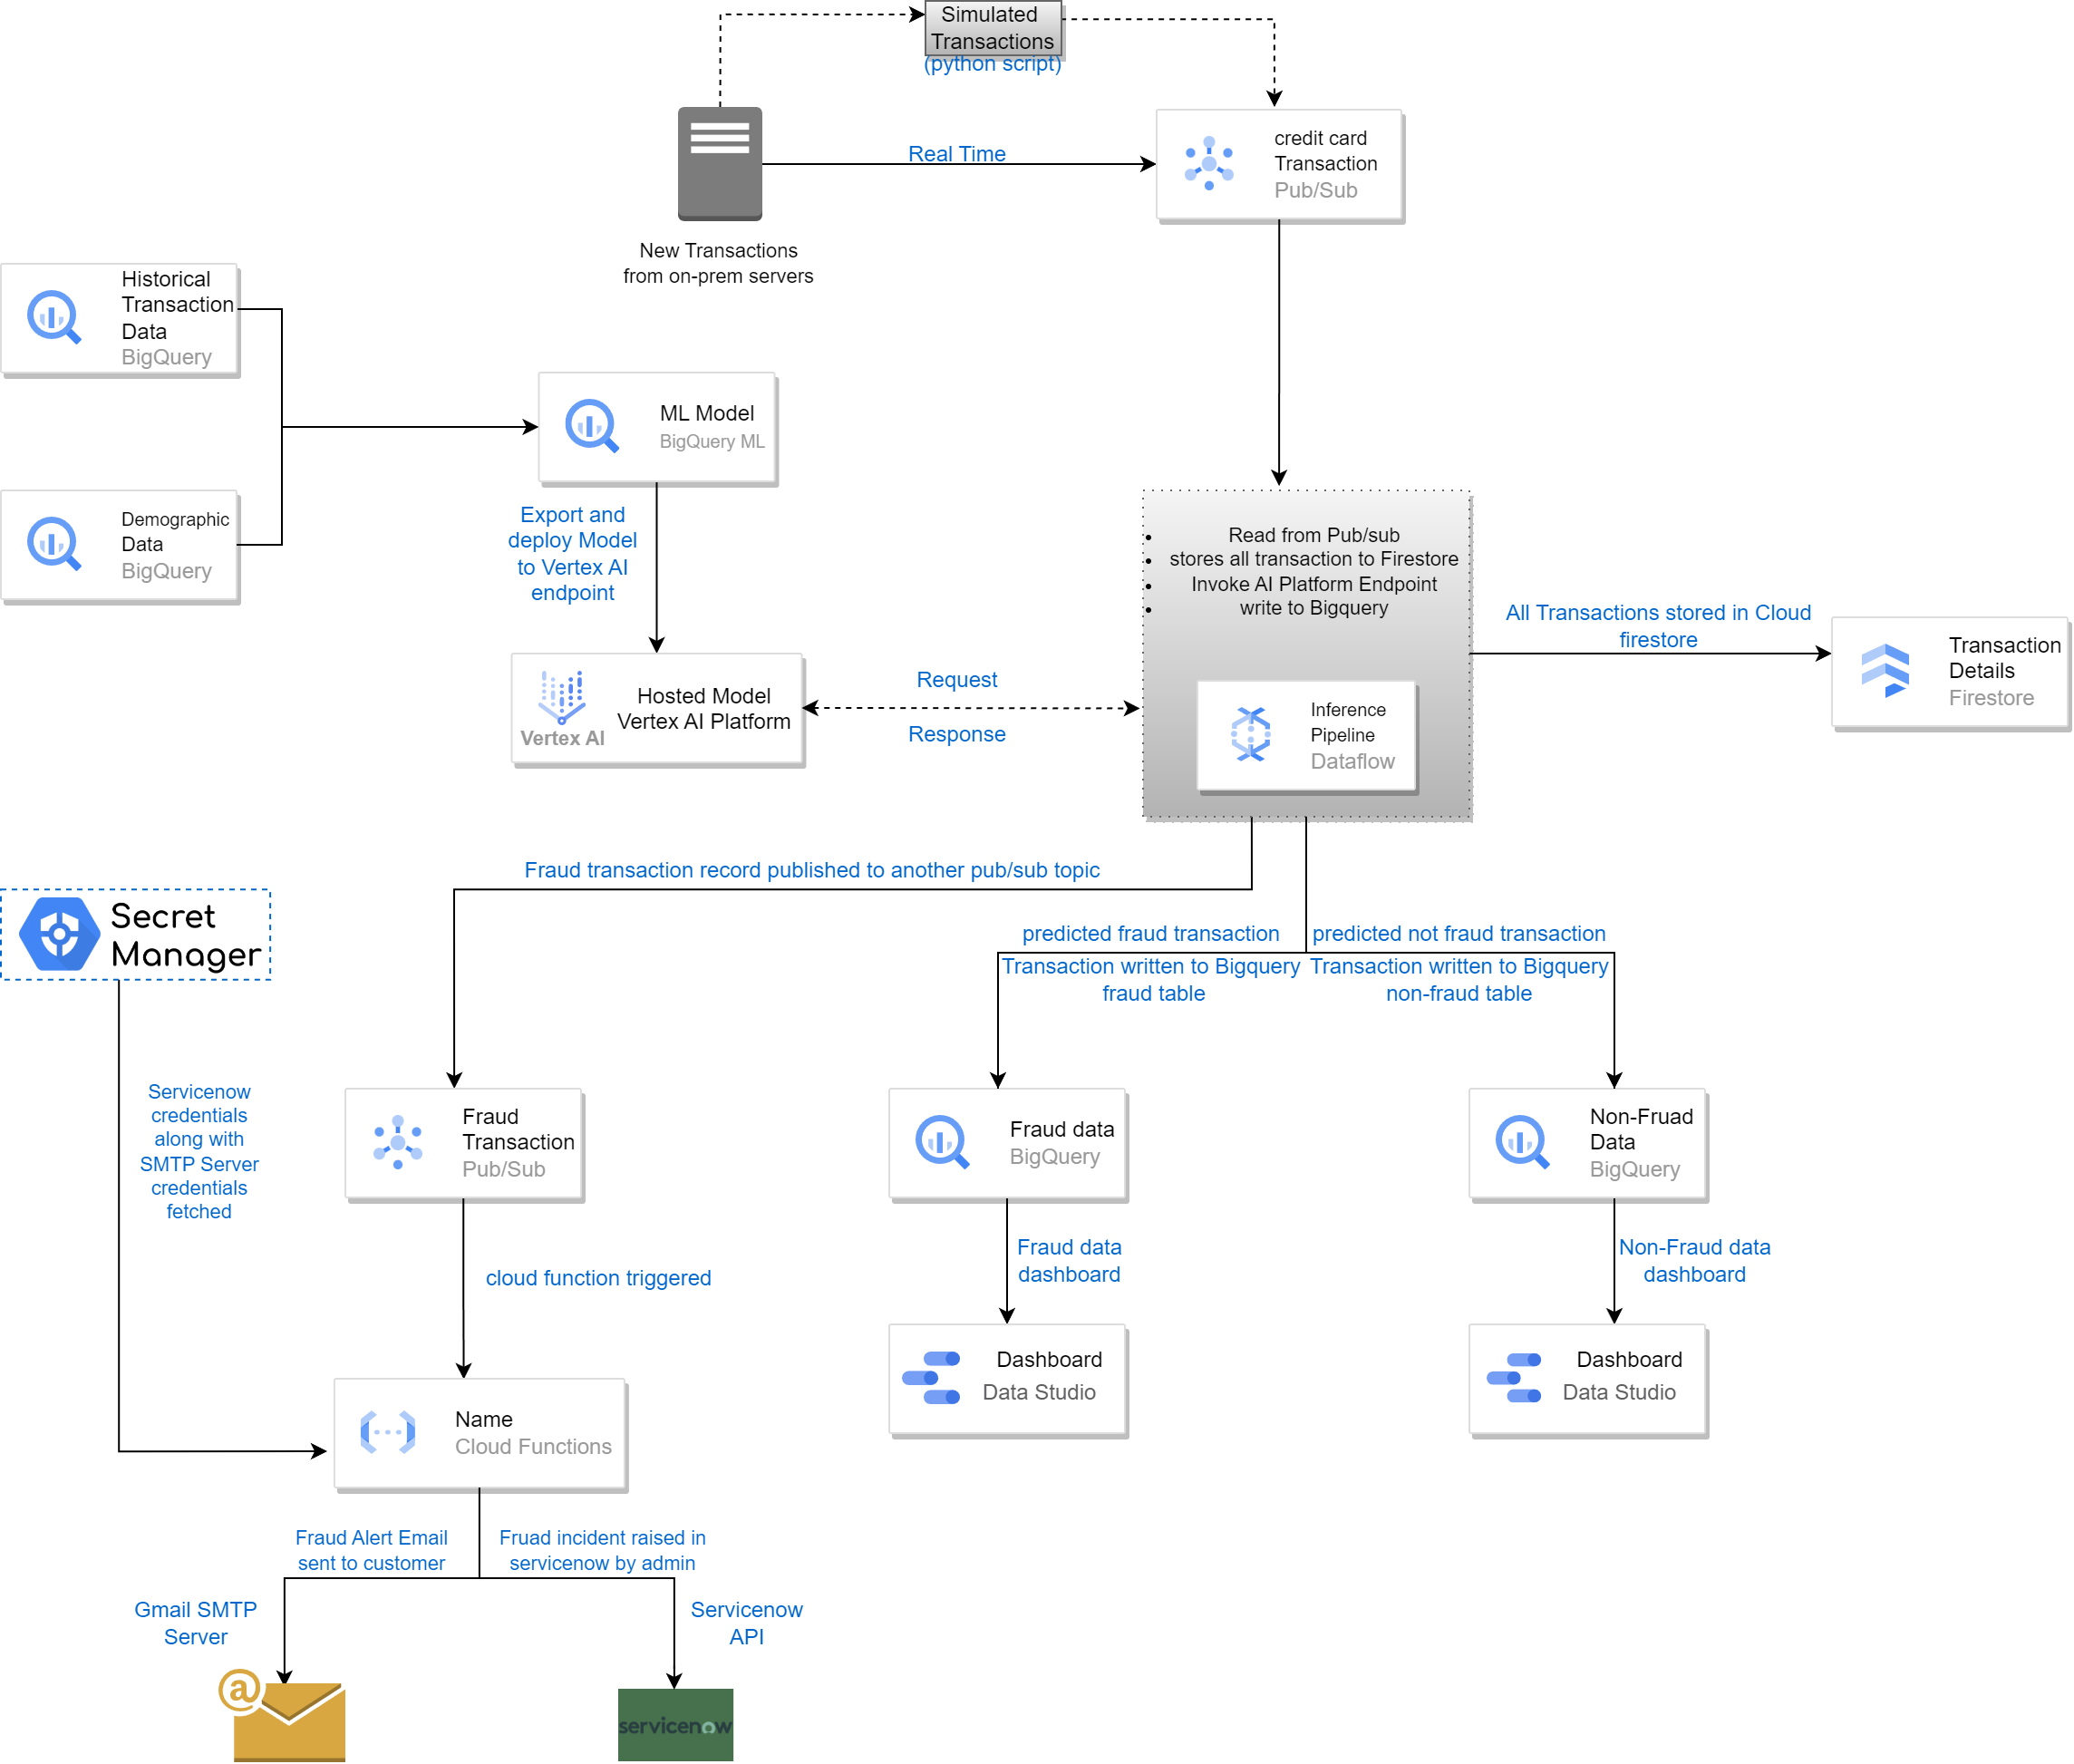 Simulated
Transactions
(python script)
Real Time
credit card
Transaction
Pub/Sub
New Transactions
from on-prem servers
Historical
Transaction
Data
BigQuery
ML Model
BigQuery ML
Demographic
Data
BigQuery
Export and
deploy Model
to Vertex AI
endpoint
Read from Pub/sub
stores all transaction to Firestore
Invoke AI Platform Endpoint
write to Bigquery
All Transactions stored in Cloud
firestore
Transaction
Details
Firestore
Hosted Model
Vertex AI Platform
Vertex AI
Request
Response
Inference
Pipeline
Dataflow
Fraud transaction record published to another pub/sub topic
Secret
Manager
predicted fraud transaction
Transaction written to Bigquery
fraud table
predicted not fraud transaction
Transaction written to Bigquery
non-fraud table
Servicenow
credentials
along with
SMTP Server
credentials
fetched
Fraud
Transaction
Pub/Sub
Fraud data
BigQuery
Non-Fruad
Data
BigQuery
cloud function triggered
Fraud data
dashboard
Non-Fraud data
dashboard
Dashboard
Data Studio
Dashboard
Data Studio
Name
Cloud Functions
Fraud Alert Email
sent to customer
Fruad incident raised in
servicenow by admin
Gmail SMTP
Server
Servicenow
API
@
servicenow